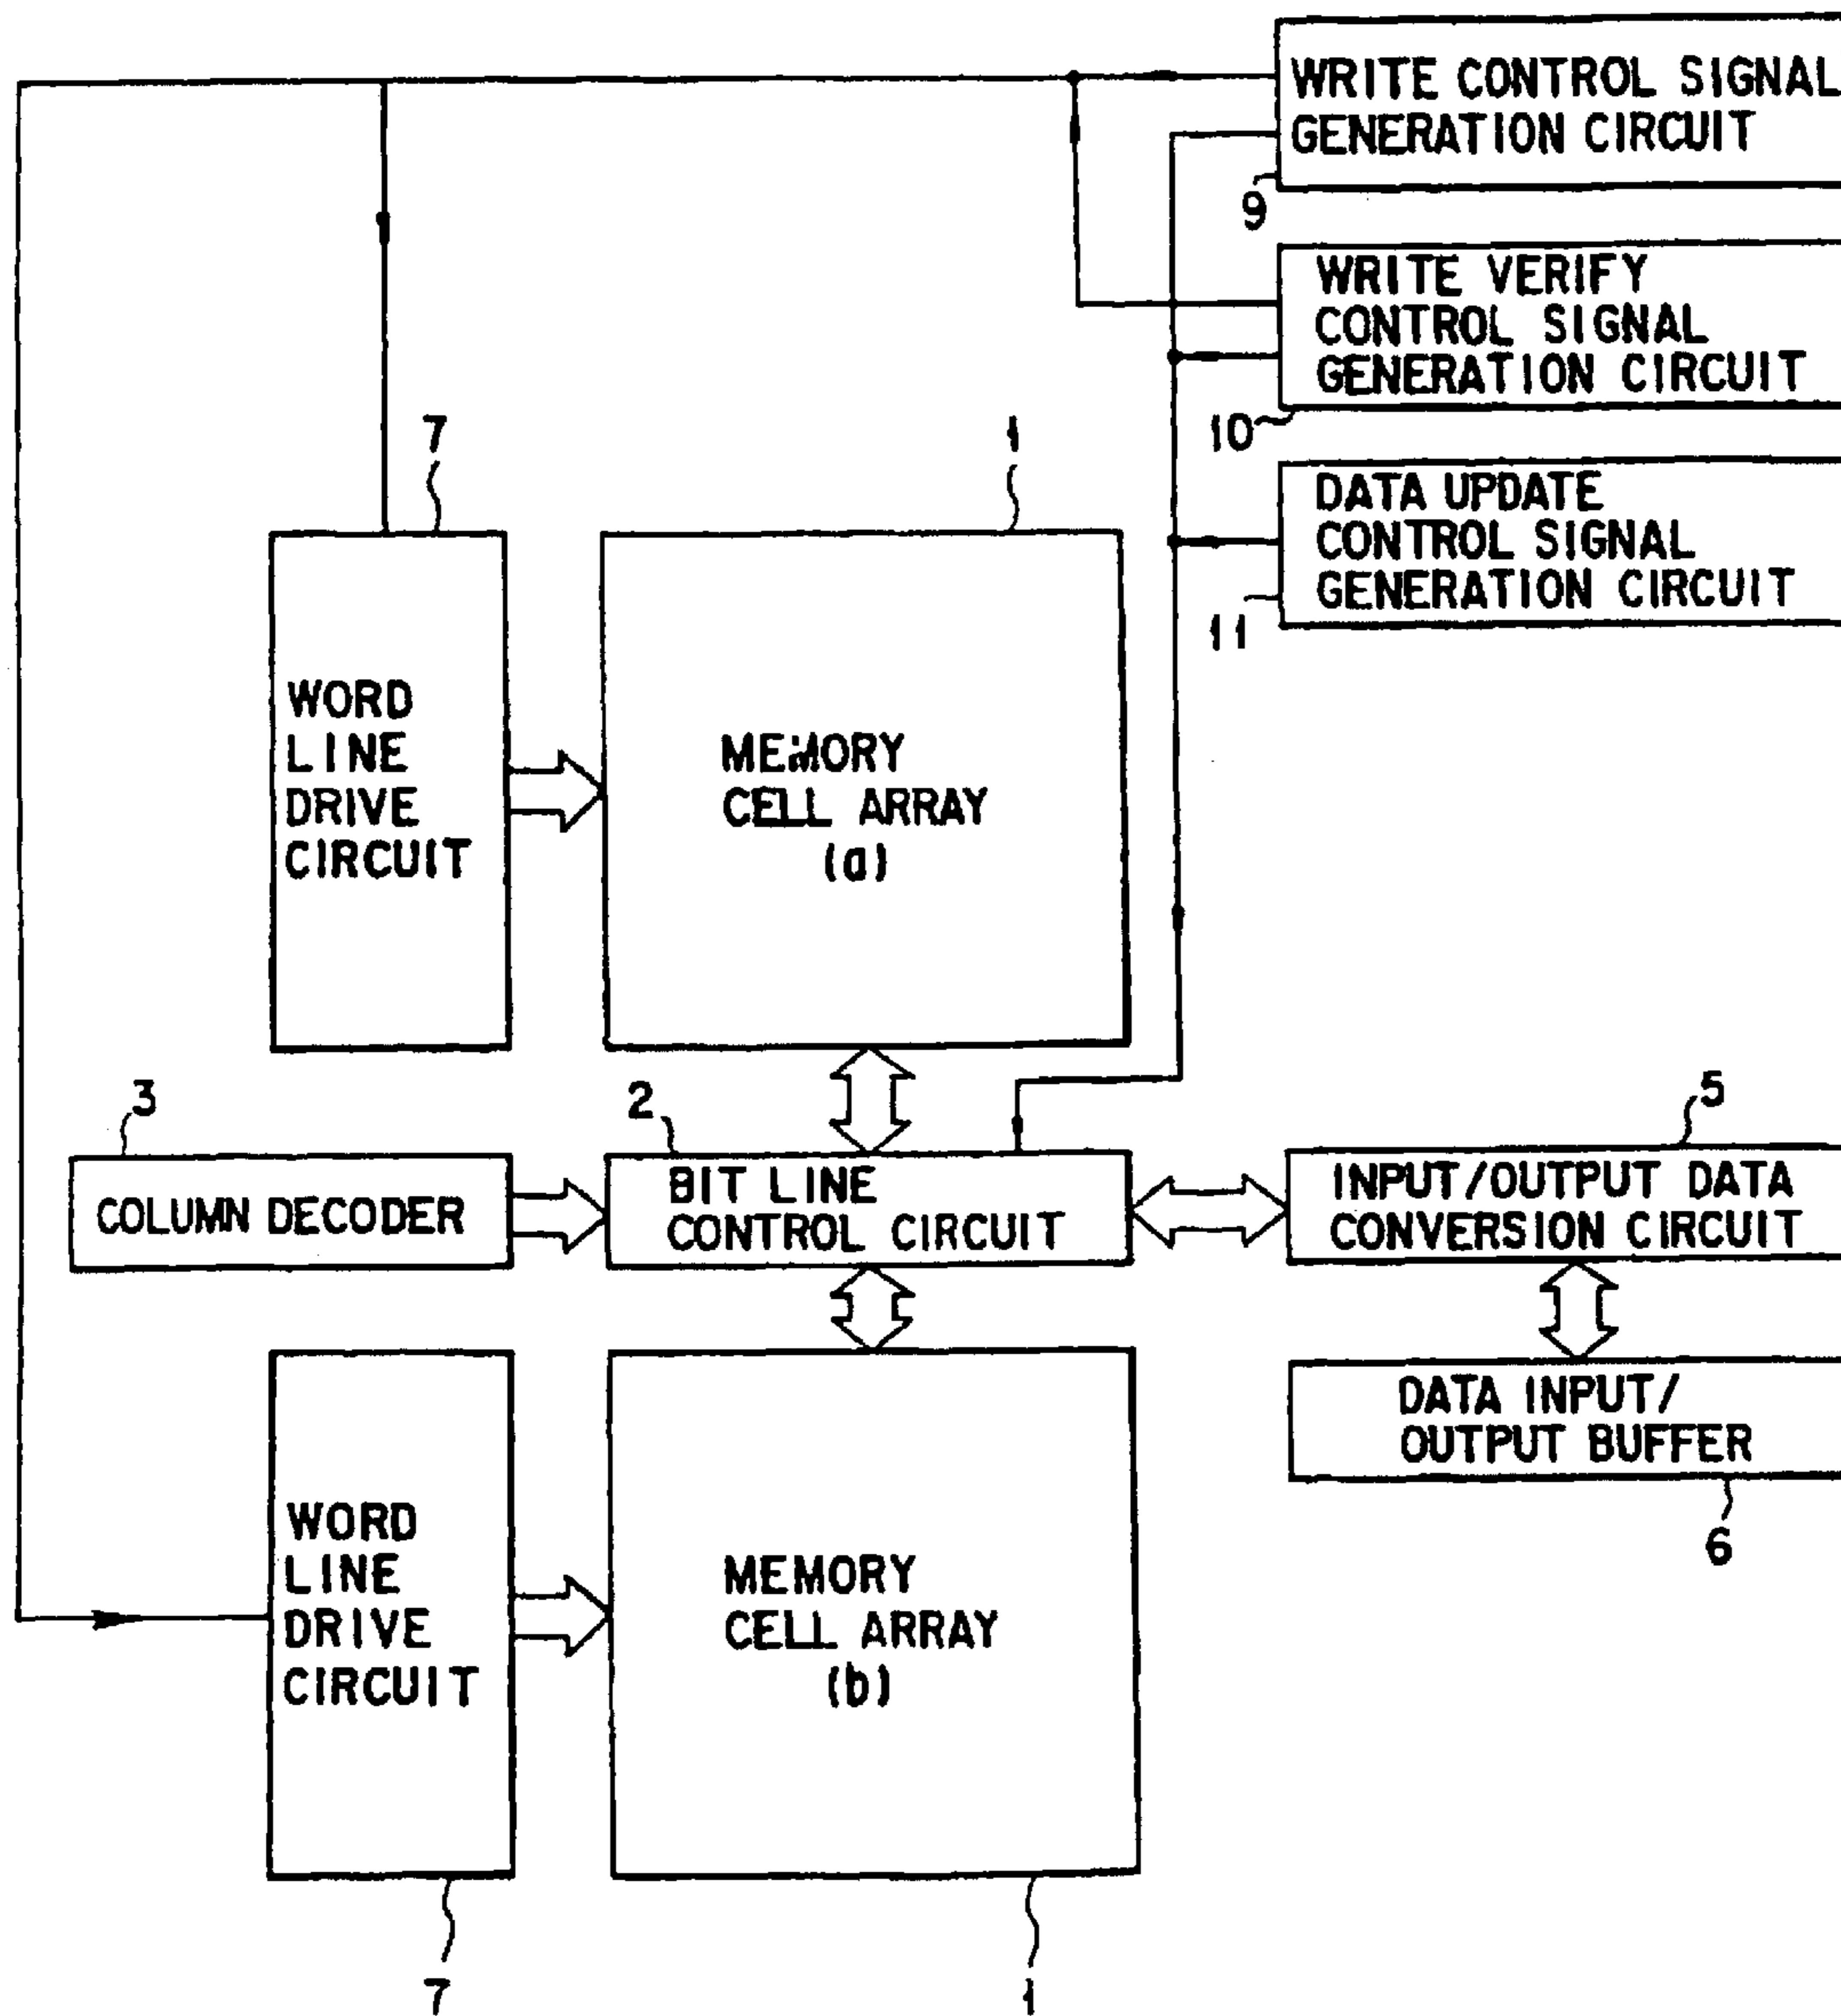 WRITE CONTROL SIGNAL
GENERATION CIRCUIT
9
WRITE VERIFY
CONTROL SIGNAL
GENERATION CIRCUIT
10
DATA UPDATE
CONTROL SIGNAL
GENERATION CIRCUIT
11
7
1
WORD
LINE
DRIVE
CIRCUIT
MEMORY
CELL ARRAY
(a)
3
2
5
COLUMN DECODER
BIT LINE
CONTROL CIRCUIT
INPUT/OUTPUT DATA
CONVERSION CIRCUIT
DATA INPUT/
OUTPUT BUFFER
6
WORD
LINE
DRIVE
CIRCUIT
MEMORY
CELL ARRAY
(b)
7
1